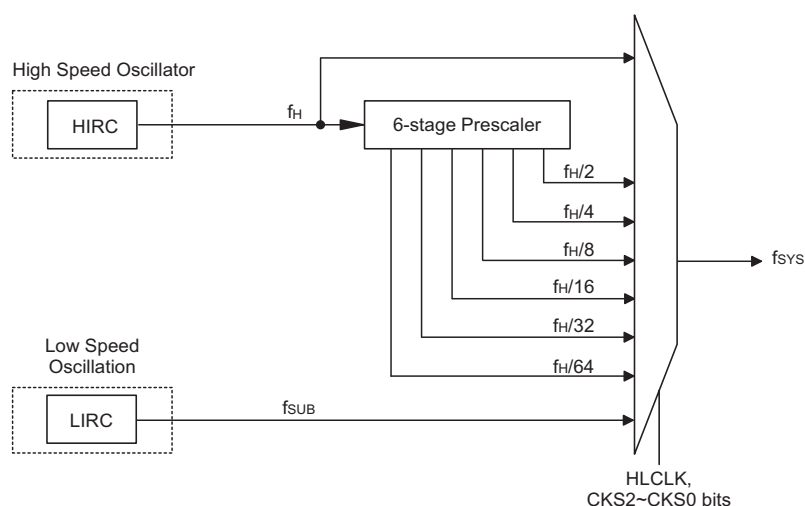 High Speed Oscillator
HIRC
fH
6-stage Prescaler
fH/2
fH/4
fH/8
fH/16
fH/32
fH/64
fSYS
Low Speed
Oscillation
LIRC
fSUB
HLCLK,
CKS2~CKS0 bits